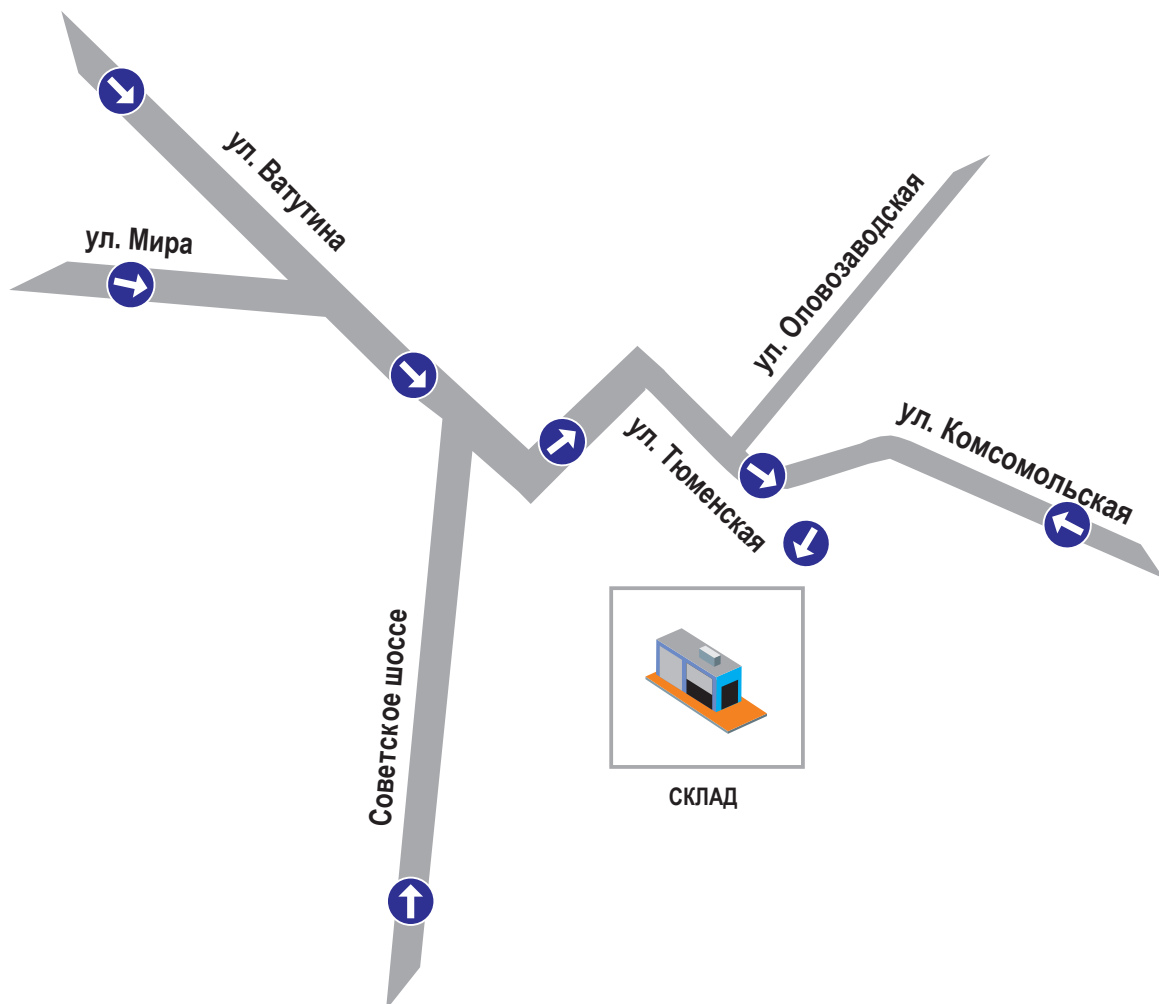 ул. Ватутина
ул. Мира
ул. Оловозаводская
ул. Тюменская
ул. Комсомольская
Советское шоссе
СКЛАД